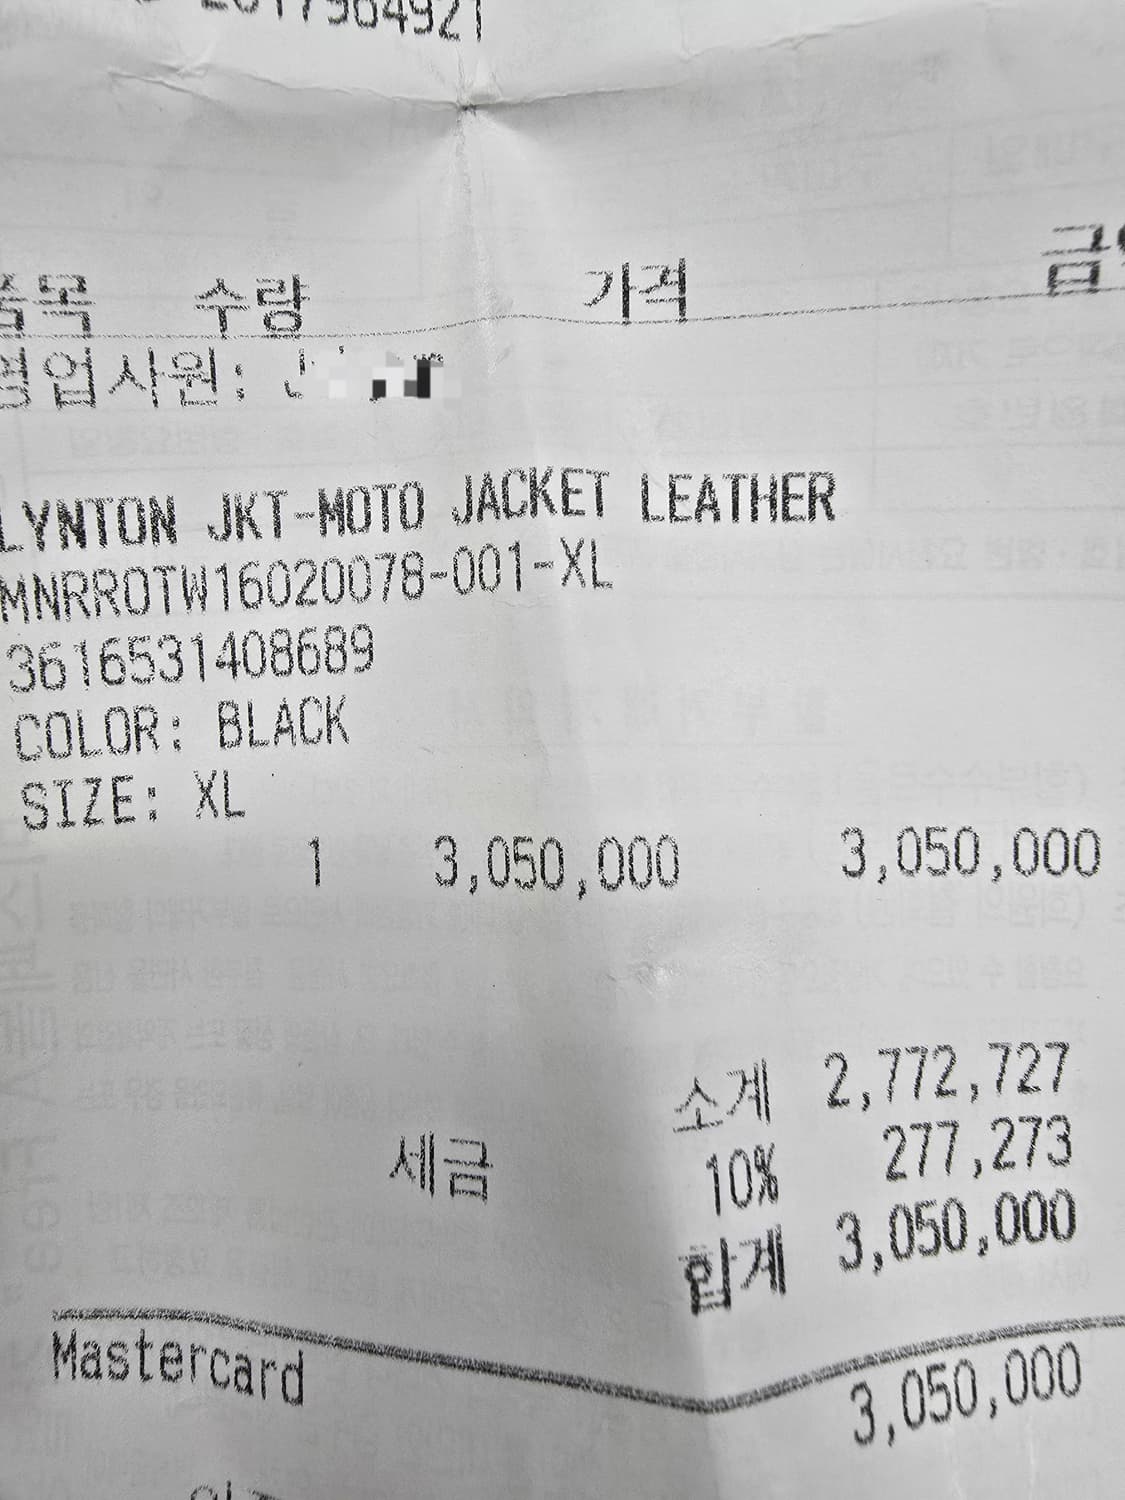 2017964921
품목 수량 가격 금액
영업사원:
LYNTON JKT-MOTO JACKET LEATHER
MNRROTW16020078-001-XL
3616531408689
COLOR: BLACK
SIZE: XL
1 3,050,000 3,050,000
소계 2,772,727
세금 10% 277,273
합계 3,050,000
Mastercard 3,050,000